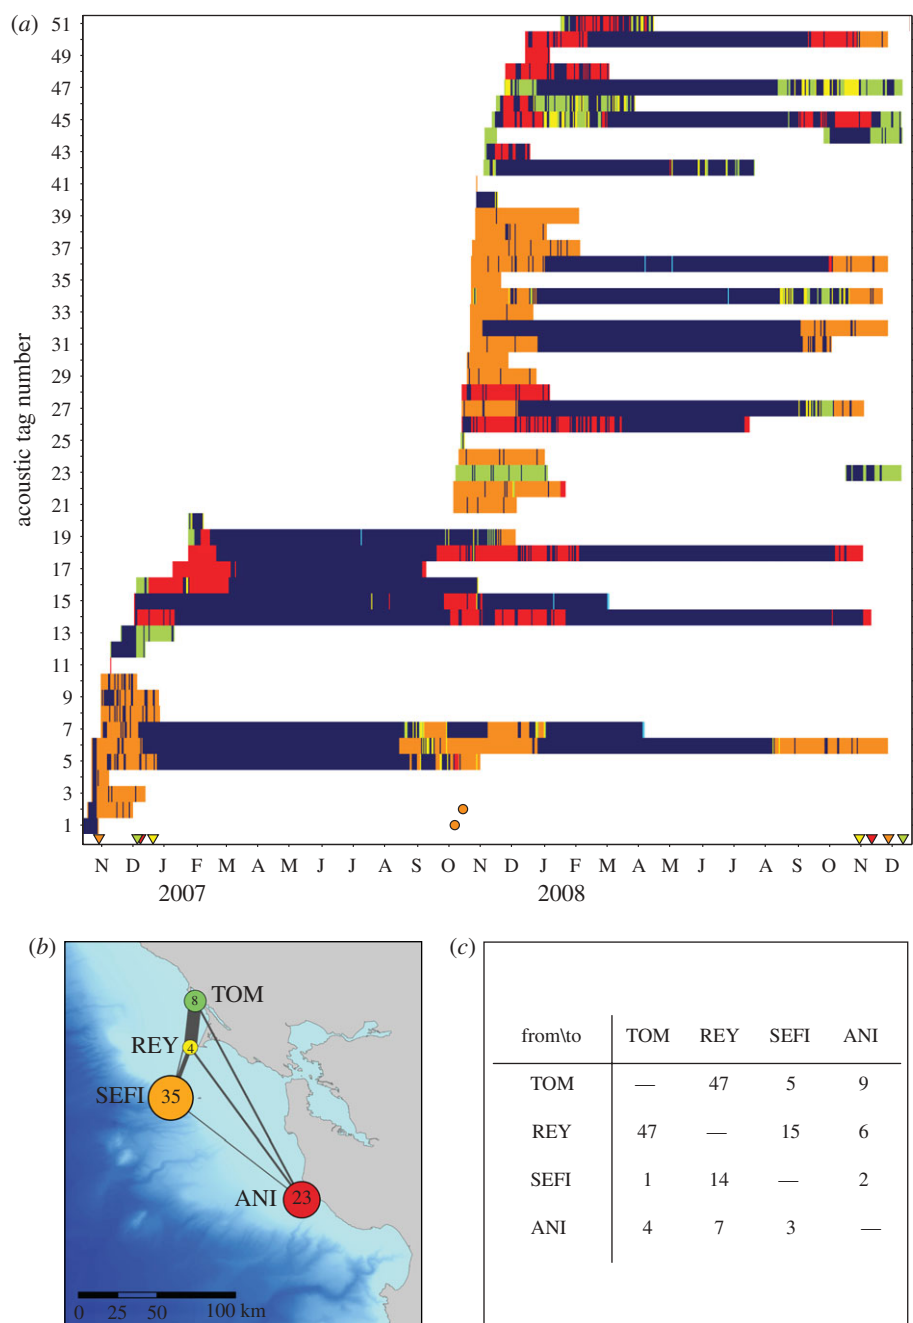 (a)
51
49
47
45
43
41
39
37
35
33
31
29
27
25
23
21
19
17
15
13
11
9
7
5
3
1
acoustic tag number
N D J F M A M J J A S O N D J F M A M J J A S O N D
2007 2008
(b)
8 TOM
REY 4
SEFI 35
ANI 23
0 25 50 100 km
(c)
from\to TOM REY SEFI ANI
TOM — 47 5 9
REY 47 — 15 6
SEFI 1 14 — 2
ANI 4 7 3 —